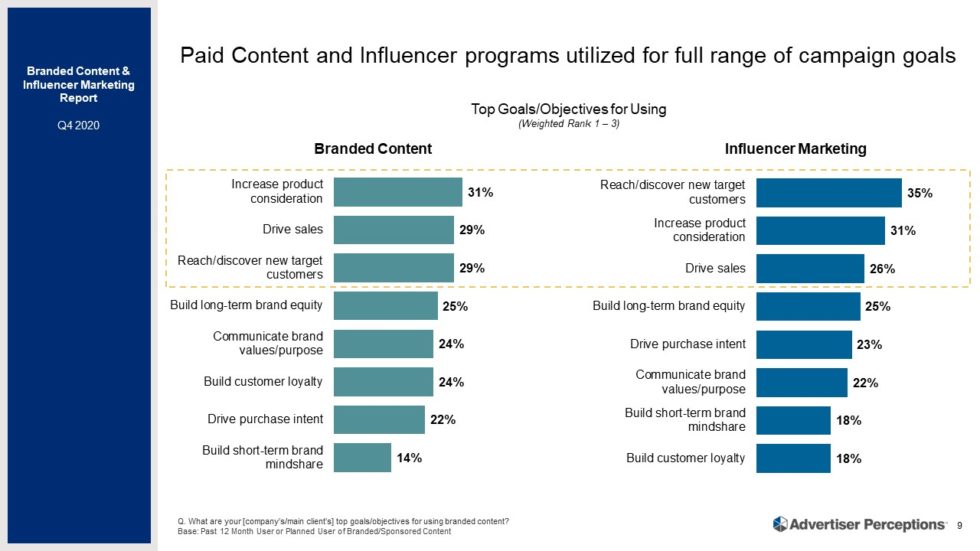 Branded Content &
Influencer Marketing
Report
Q4 2020
Paid Content and Influencer programs utilized for full range of campaign goals
Top Goals/Objectives for Using
(Weighted Rank 1 – 3)
Branded Content
Increase product
consideration
31%
Drive sales
29%
Reach/discover new target
customers
29%
Build long-term brand equity
25%
Communicate brand
values/purpose
24%
Build customer loyalty
24%
Drive purchase intent
22%
Build short-term brand
mindshare
14%
Influencer Marketing
Reach/discover new target
customers
35%
Increase product
consideration
31%
Drive sales
26%
Build long-term brand equity
25%
Drive purchase intent
23%
Communicate brand
values/purpose
22%
Build short-term brand
mindshare
18%
Build customer loyalty
18%
Q. What are your [company's/main client's] top goals/objectives for using branded content?
Base: Past 12 Month User or Planned User of Branded/Sponsored Content
Advertiser Perceptions
9